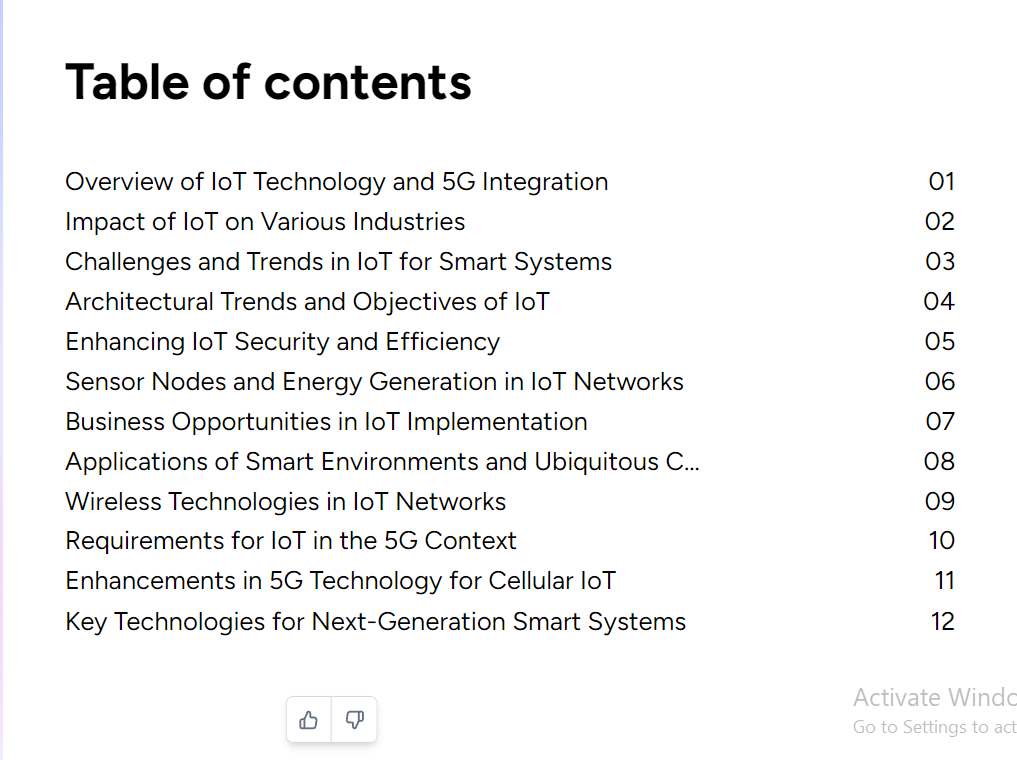 Table of contents
Overview of IoT Technology and 5G Integration 01
Impact of IoT on Various Industries 02
Challenges and Trends in IoT for Smart Systems 03
Architectural Trends and Objectives of IoT 04
Enhancing IoT Security and Efficiency 05
Sensor Nodes and Energy Generation in IoT Networks 06
Business Opportunities in IoT Implementation 07
Applications of Smart Environments and Ubiquitous C... 08
Wireless Technologies in IoT Networks 09
Requirements for IoT in the 5G Context 10
Enhancements in 5G Technology for Cellular IoT 11
Key Technologies for Next-Generation Smart Systems 12
Activate Windo
Go to Settings to act